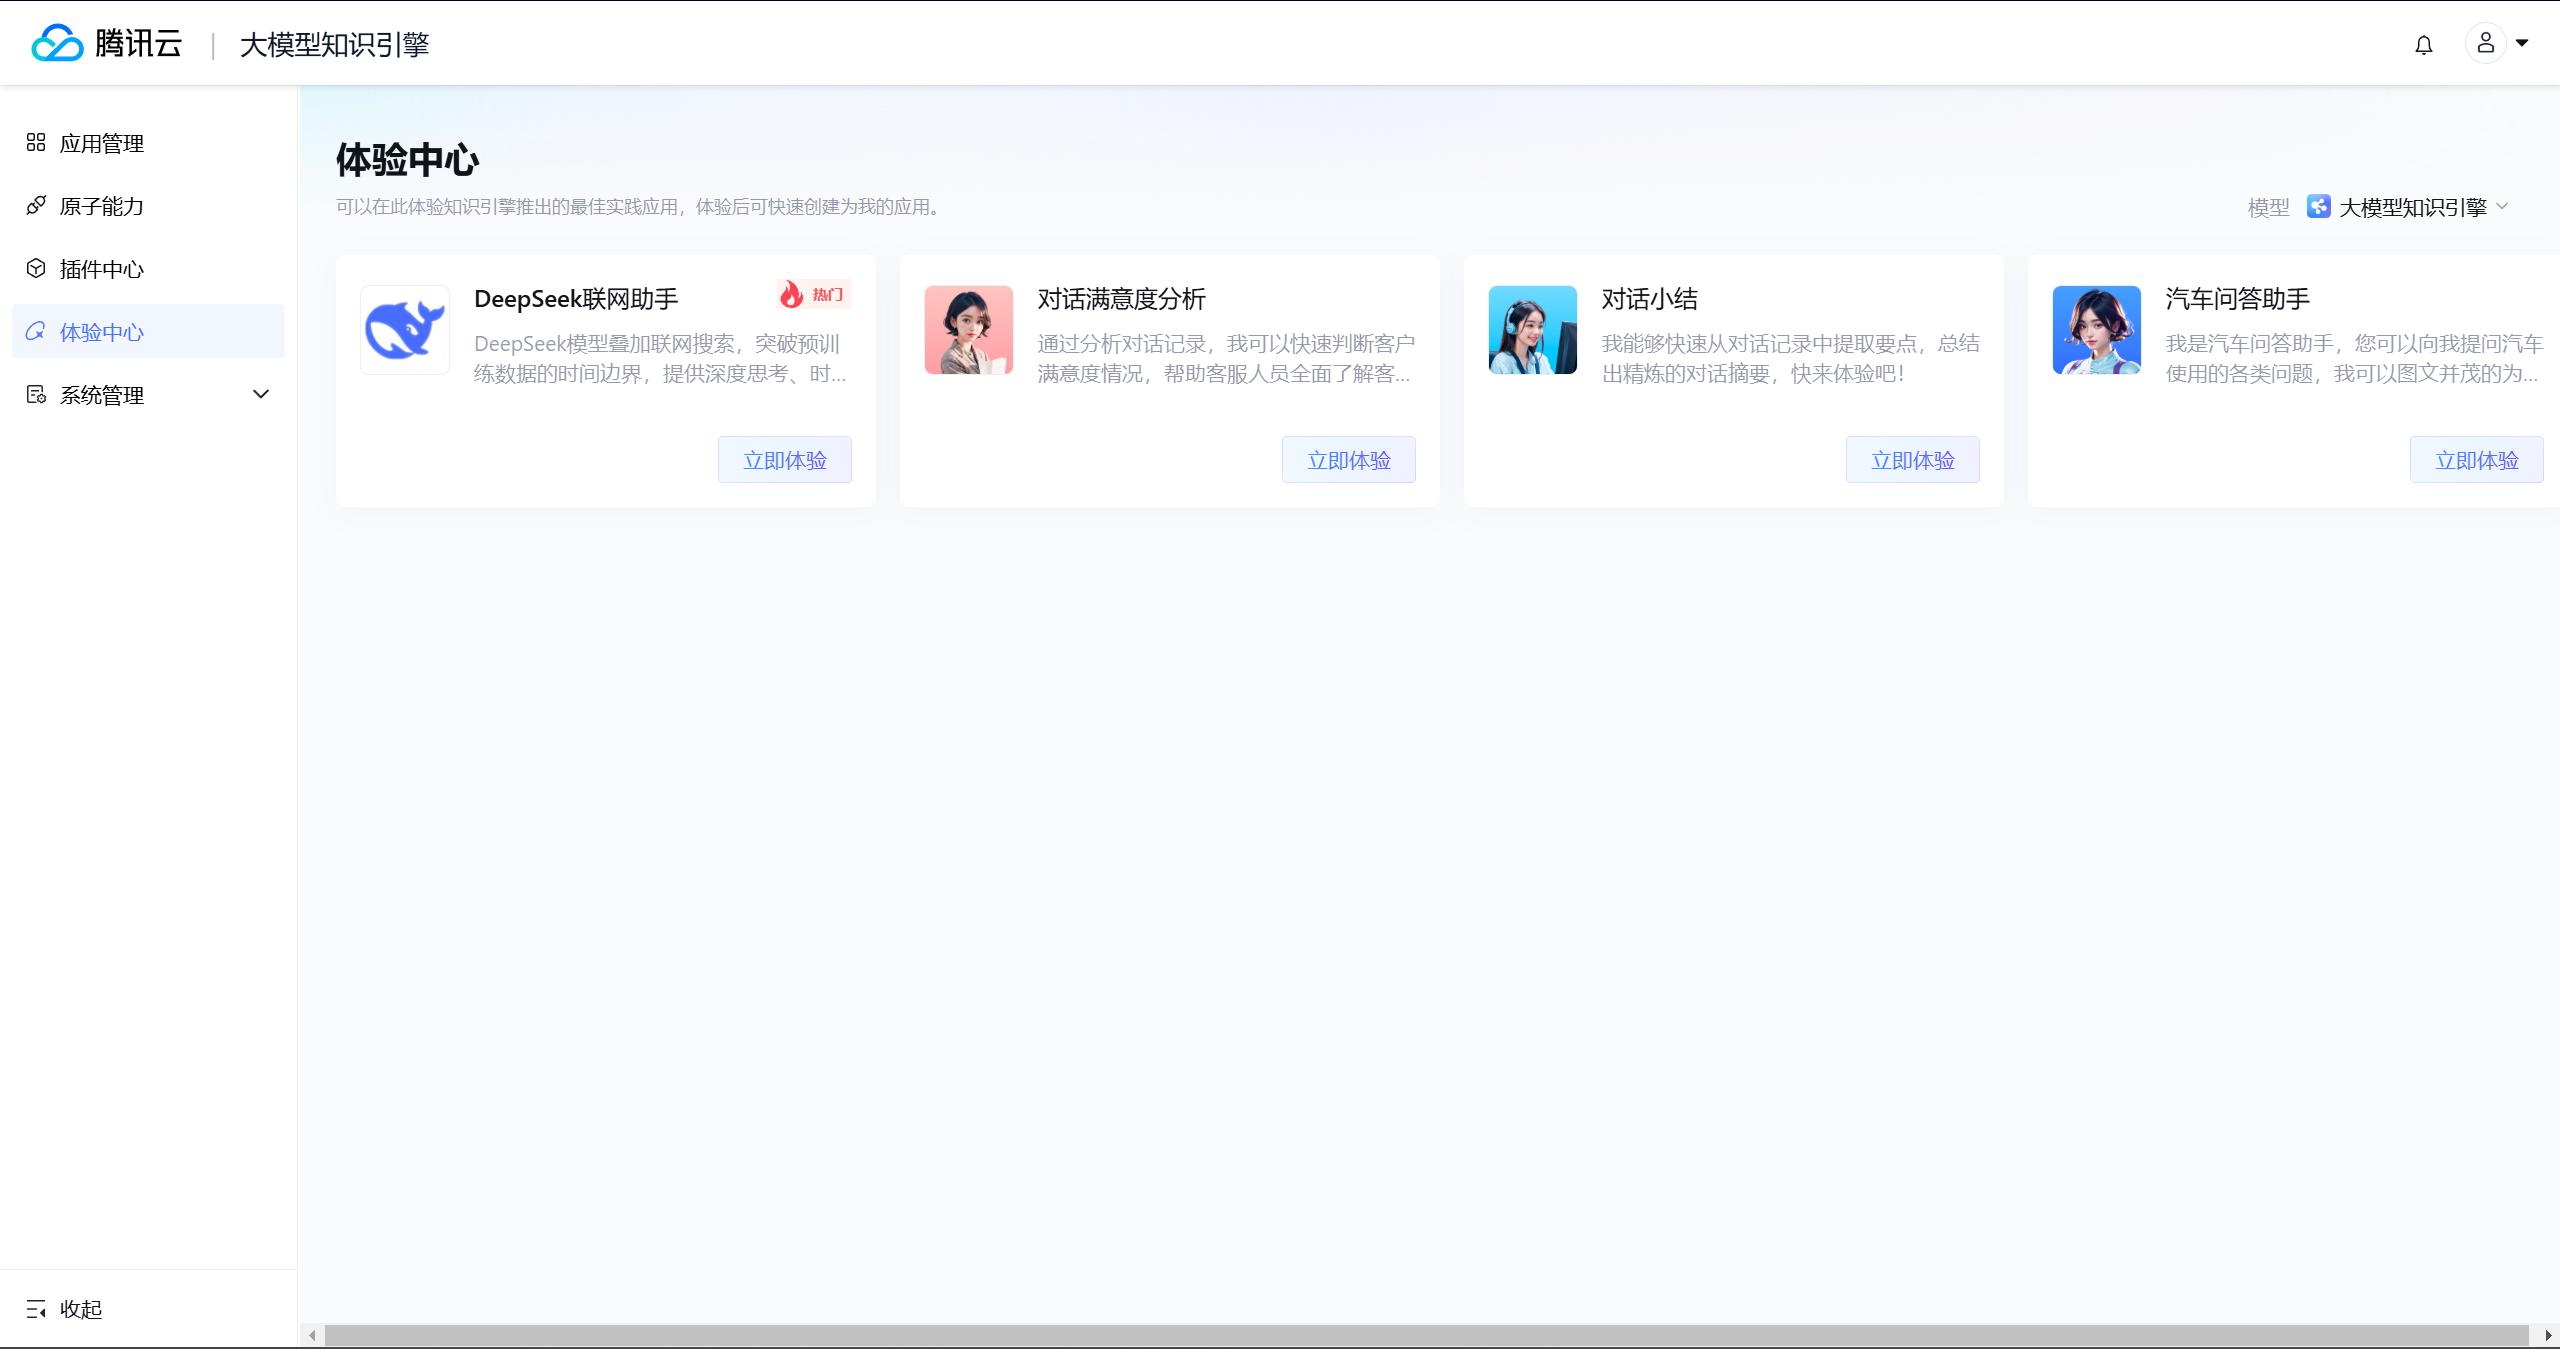 腾讯云 | 大模型知识引擎
应用管理
原子能力
插件中心
体验中心
系统管理
收起
体验中心
可以在此体验知识引擎推出的最佳实践应用，体验后可快速创建为我的应用。
模型 大模型知识引擎
DeepSeek联网助手
热门
DeepSeek模型叠加联网搜索，突破预训
练数据的时间边界，提供深度思考、时...
立即体验
对话满意度分析
通过分析对话记录，我可以快速判断客户
满意度情况，帮助客服人员全面了解客...
立即体验
对话小结
我能够快速从对话记录中提取要点，总结
出精炼的对话摘要，快来体验吧！
立即体验
汽车问答助手
我是汽车问答助手，您可以向我提问汽车
使用的各类问题，我可以图文并茂的为...
立即体验